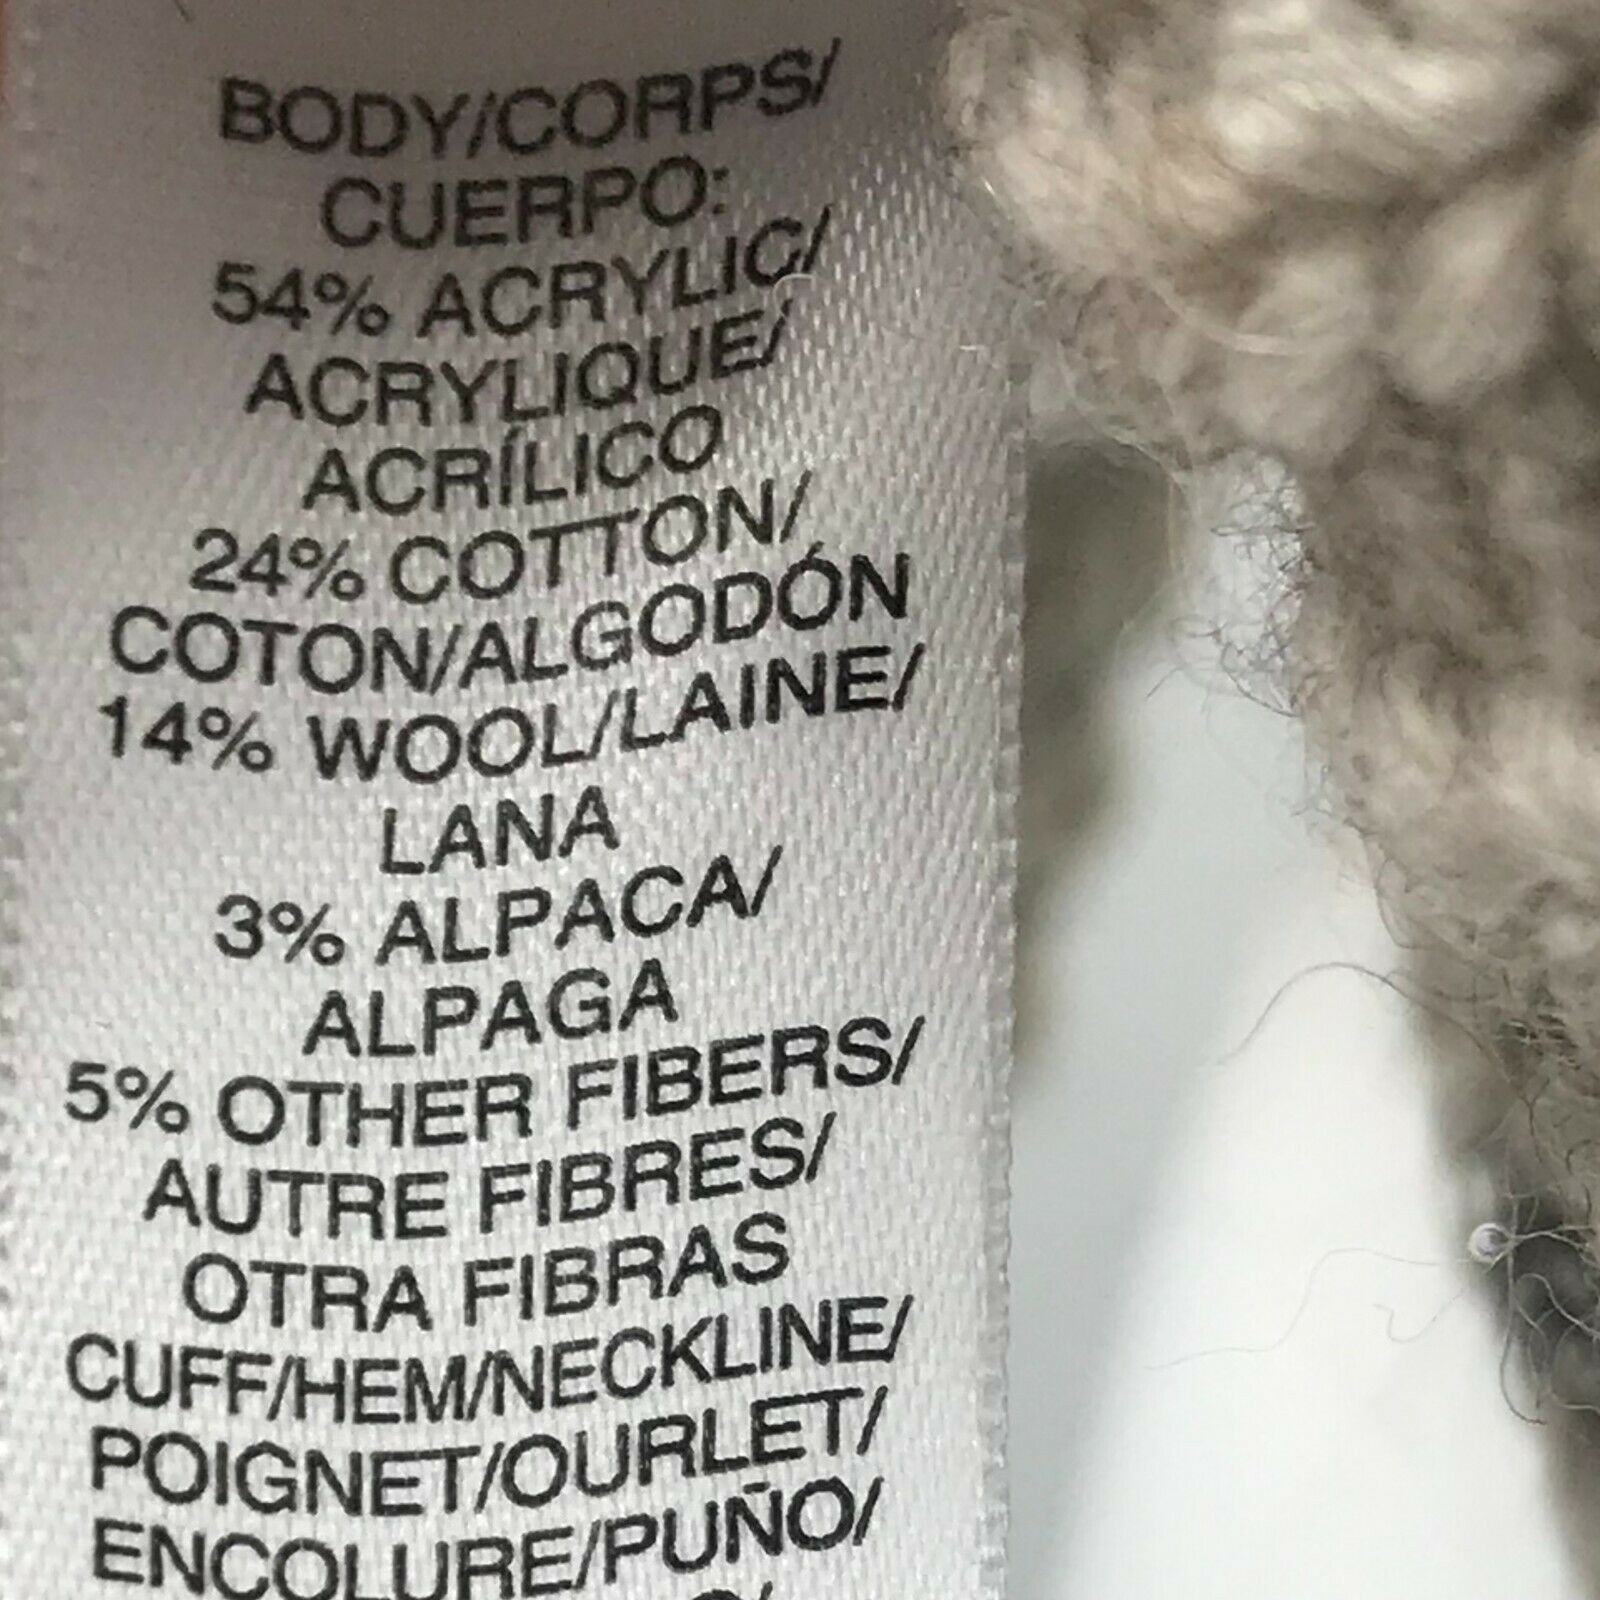 BODY/CORPS/
CUERPO:
54% ACRYLIC/
ACRYLIQUE/
ACRÍLICO
24% COTTON/
COTON/ALGODÓN
14% WOOL/LAINE/
LANA
3% ALPACA/
ALPAGA
5% OTHER FIBERS/
AUTRE FIBRES/
OTRA FIBRAS
CUFF/HEM/NECKLINE/
POIGNET/OURLET/
ENCOLURE/PUÑO/